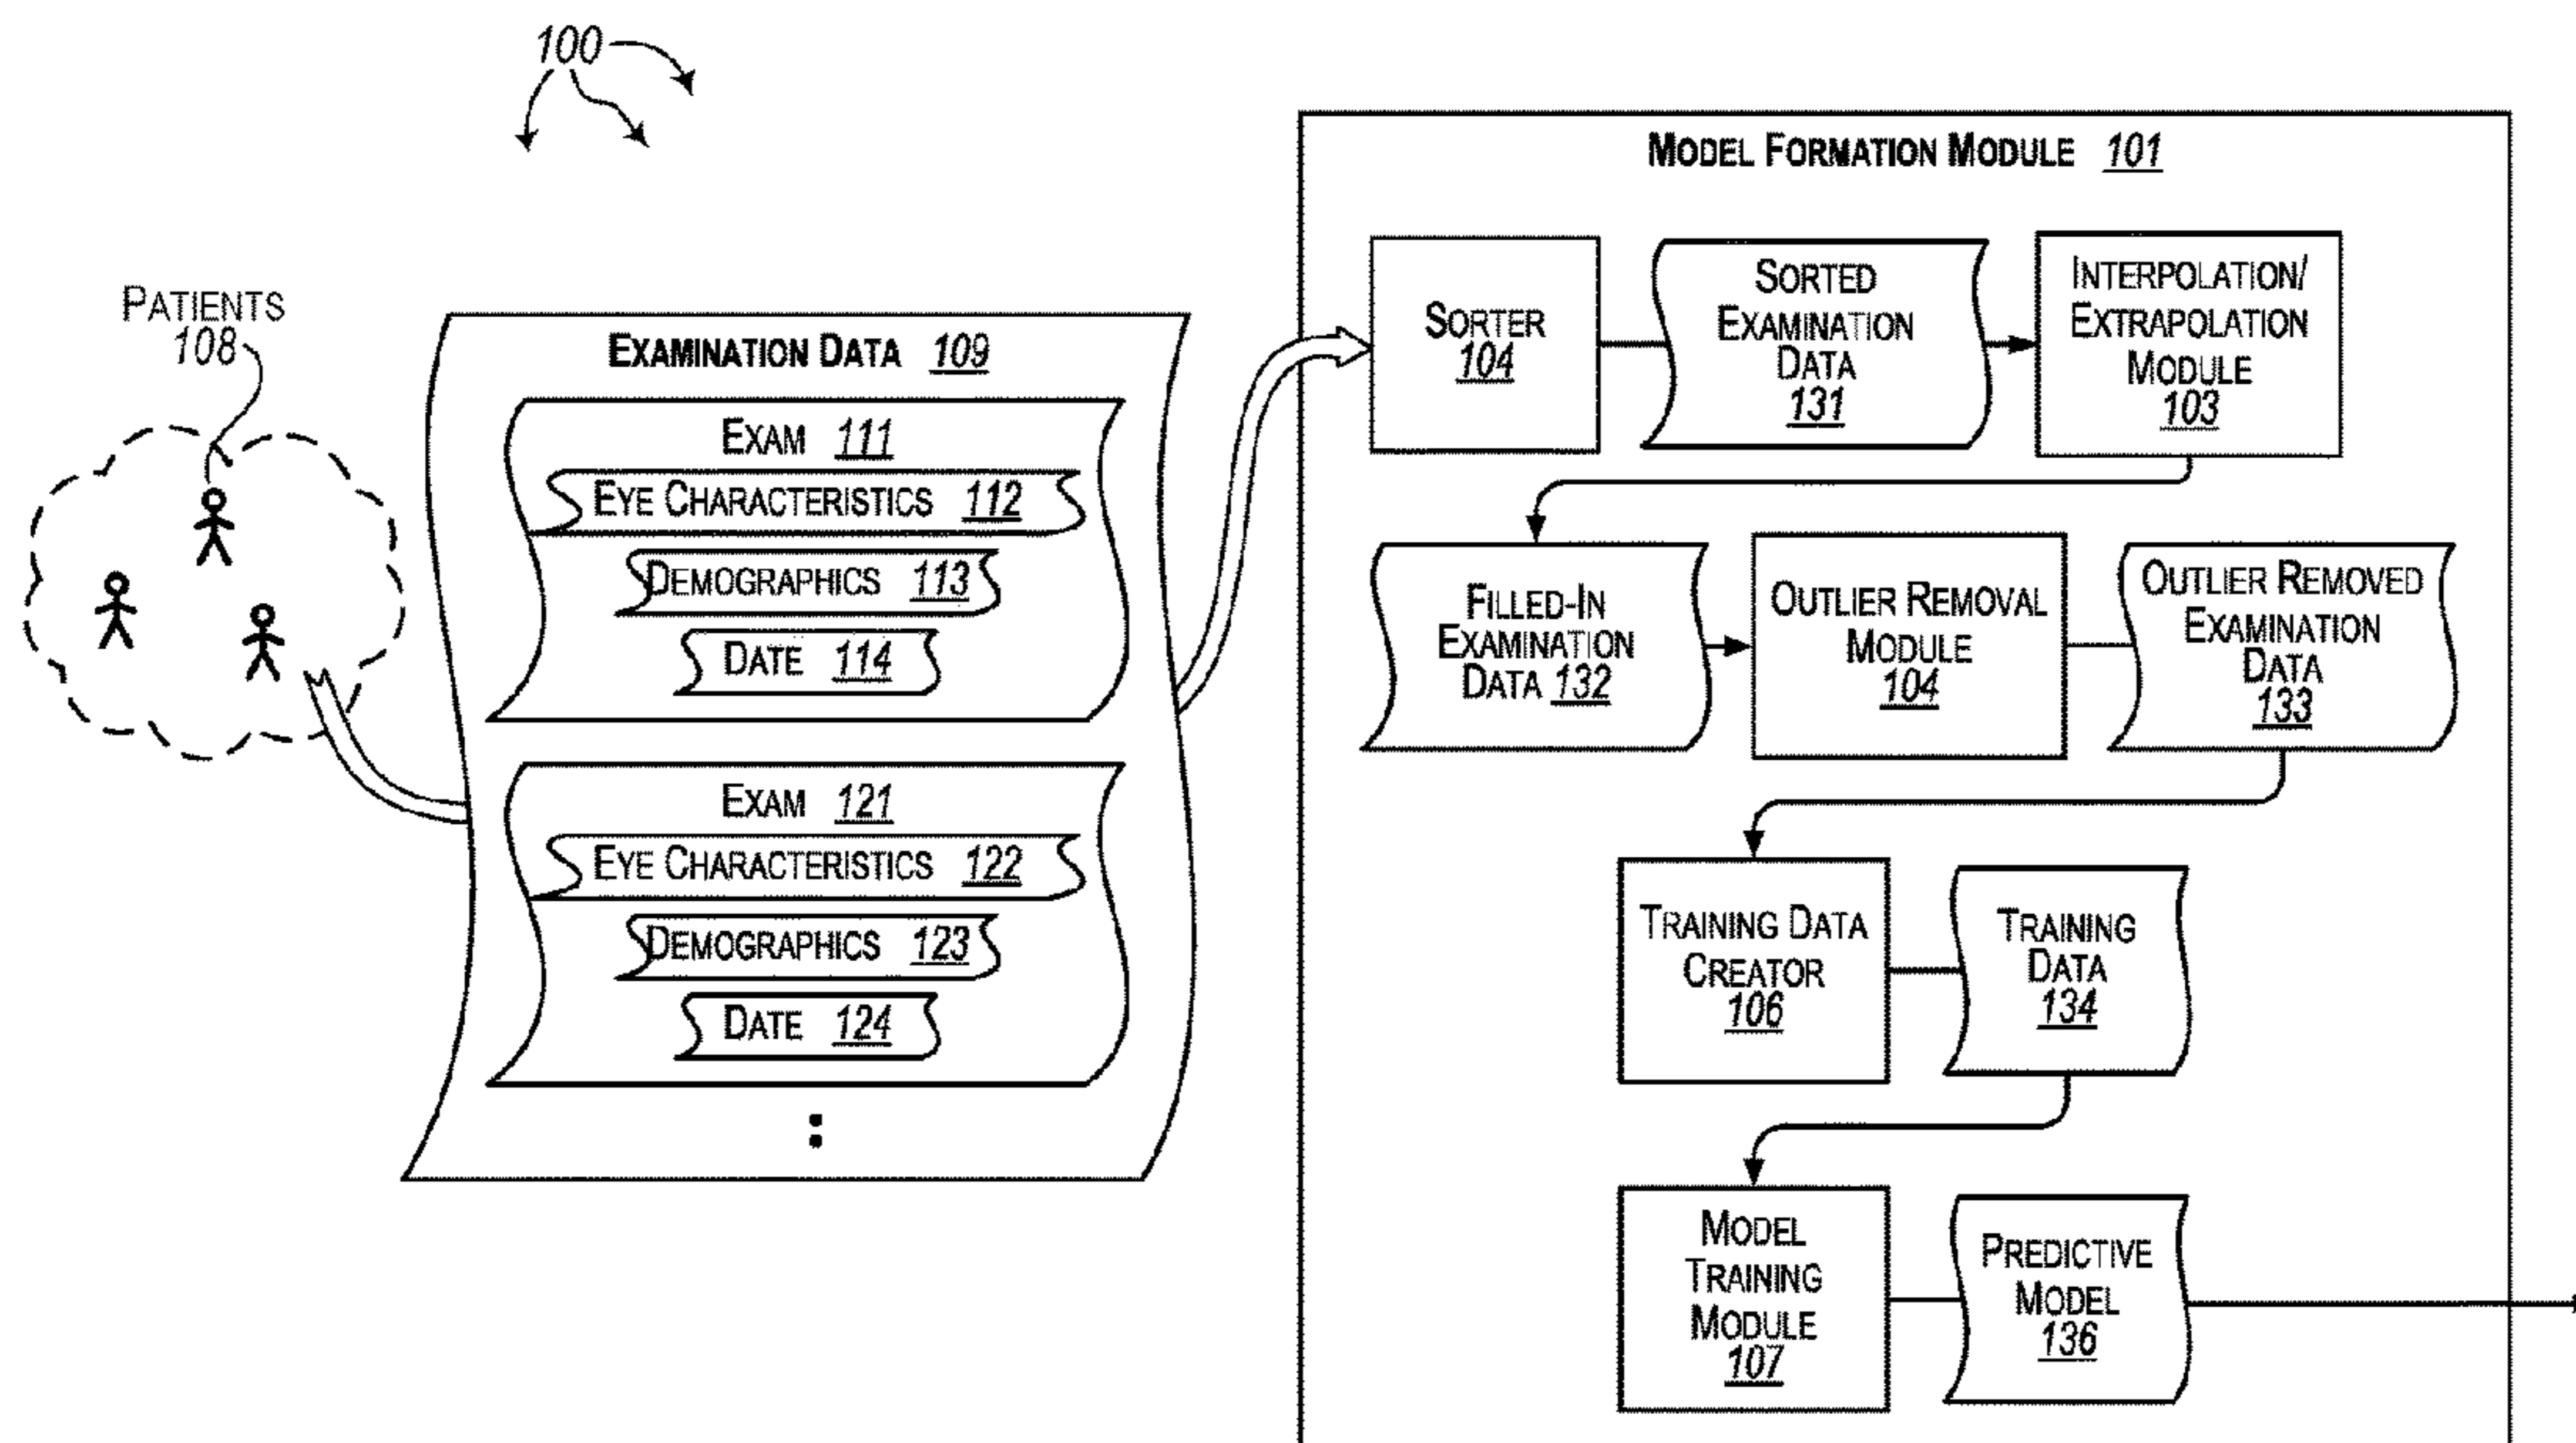 100
MODEL FORMATION MODULE 101
PATIENTS
108
EXAMINATION DATA 109
EXAM 111
EYE CHARACTERISTICS 112
DEMOGRAPHICS 113
DATE 114
EXAM 121
EYE CHARACTERISTICS 122
DEMOGRAPHICS 123
DATE 124
SORTER
104
SORTED
EXAMINATION
DATA
131
INTERPOLATION/
EXTRAPOLATION
MODULE
103
FILLED-IN
EXAMINATION
DATA 132
OUTLIER REMOVAL
MODULE
104
OUTLIER REMOVED
EXAMINATION
DATA
133
TRAINING DATA
CREATOR
106
TRAINING
DATA
134
MODEL
TRAINING
MODULE
107
PREDICTIVE
MODEL
136